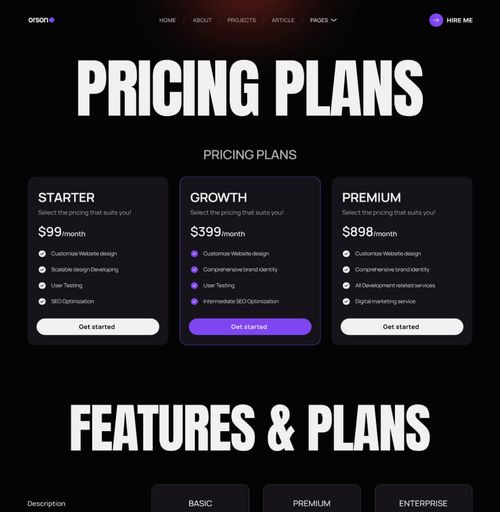 orson
HOME / ABOUT / PROJECTS / ARTICLE / PAGES
HIRE ME
PRICING PLANS
PRICING PLANS
STARTER
Select the pricing that suits you!
$99/month
Customize Website design
Scalable design Developing
User Testing
SEO Optimization
Get started
GROWTH
Select the pricing that suits you!
$399/month
Customize Website design
Comprehensive brand identity
User Testing
Intermediate SEO Optimization
Get started
PREMIUM
Select the pricing that suits you!
$898/month
Customize Website design
Comprehensive brand identity
All Development related services
Digital marketing service
Get started
FEATURES & PLANS
Description
BASIC
PREMIUM
ENTERPRISE